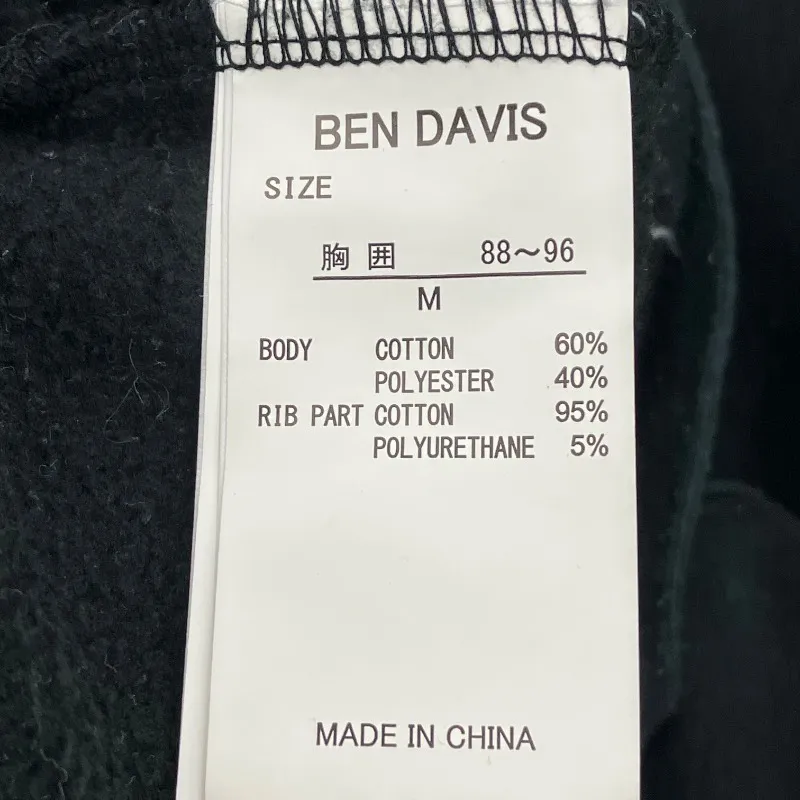 BEN DAVIS
SIZE
胸 囲 88～96
M
BODY COTTON 60%
POLYESTER 40%
RIB PART COTTON 95%
POLYURETHANE 5%
MADE IN CHINA